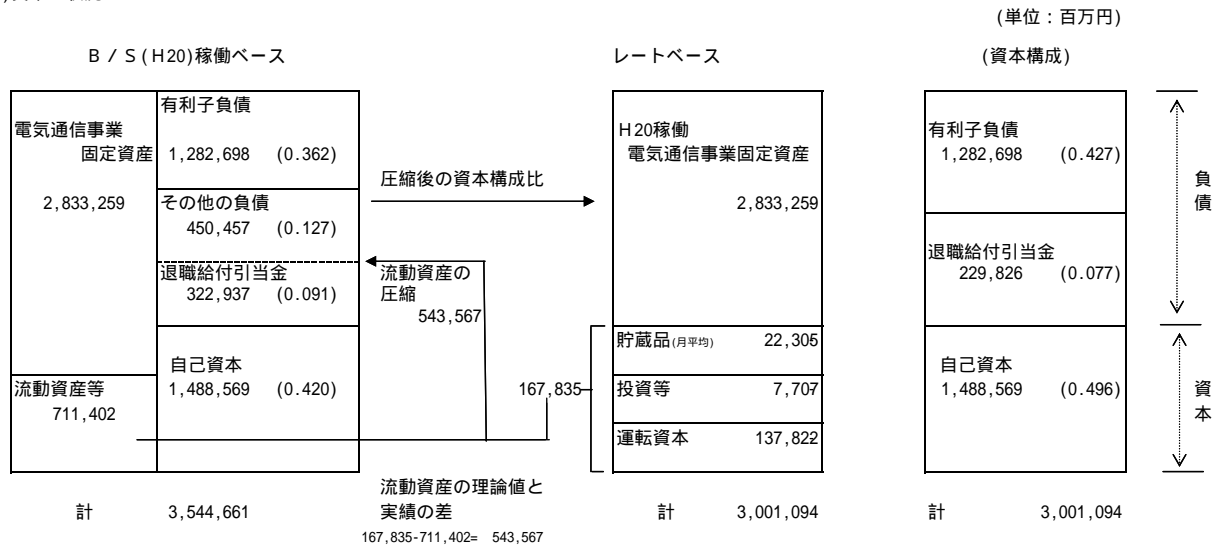 (単位：百万円)
B / S (H20)稼働ベース
レートベース
(資本構成)
電気通信事業
固定資産
2,833,259
流動資産等
711,402
有利子負債
1,282,698 (0.362)
その他の負債
450,457 (0.127)
退職給付引当金
322,937 (0.091)
自己資本
1,488,569 (0.420)
計 3,544,661
圧縮後の資本構成比
流動資産の
圧縮
543,567
167,835
流動資産の理論値と
実績の差
167,835-711,402= 543,567
H20稼働
電気通信事業固定資産
2,833,259
貯蔵品(月平均) 22,305
投資等 7,707
運転資本 137,822
計 3,001,094
有利子負債
1,282,698 (0.427)
退職給付引当金
229,826 (0.077)
自己資本
1,488,569 (0.496)
計 3,001,094
負債
資本